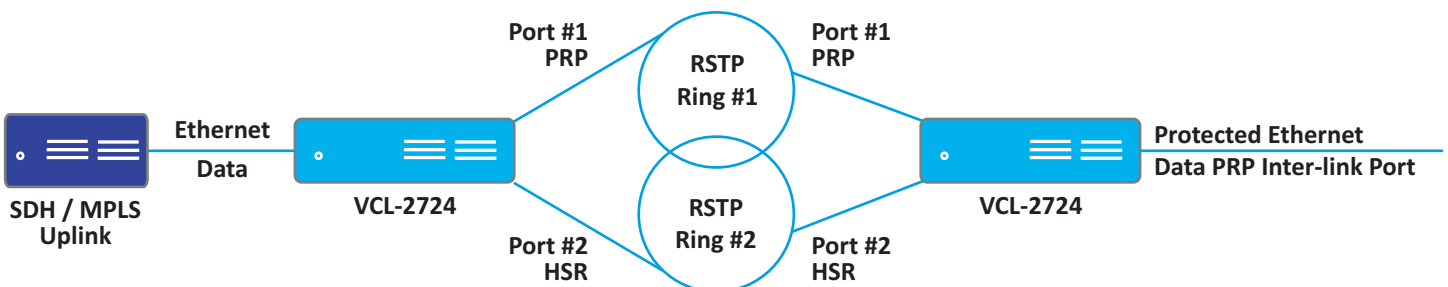 SDH / MPLS
Uplink
Ethernet
Data
VCL-2724
Port #1
PRP
Port #2
HSR
RSTP
Ring #1
RSTP
Ring #2
Port #1
PRP
Port #2
HSR
VCL-2724
Protected Ethernet
Data PRP Inter-link Port